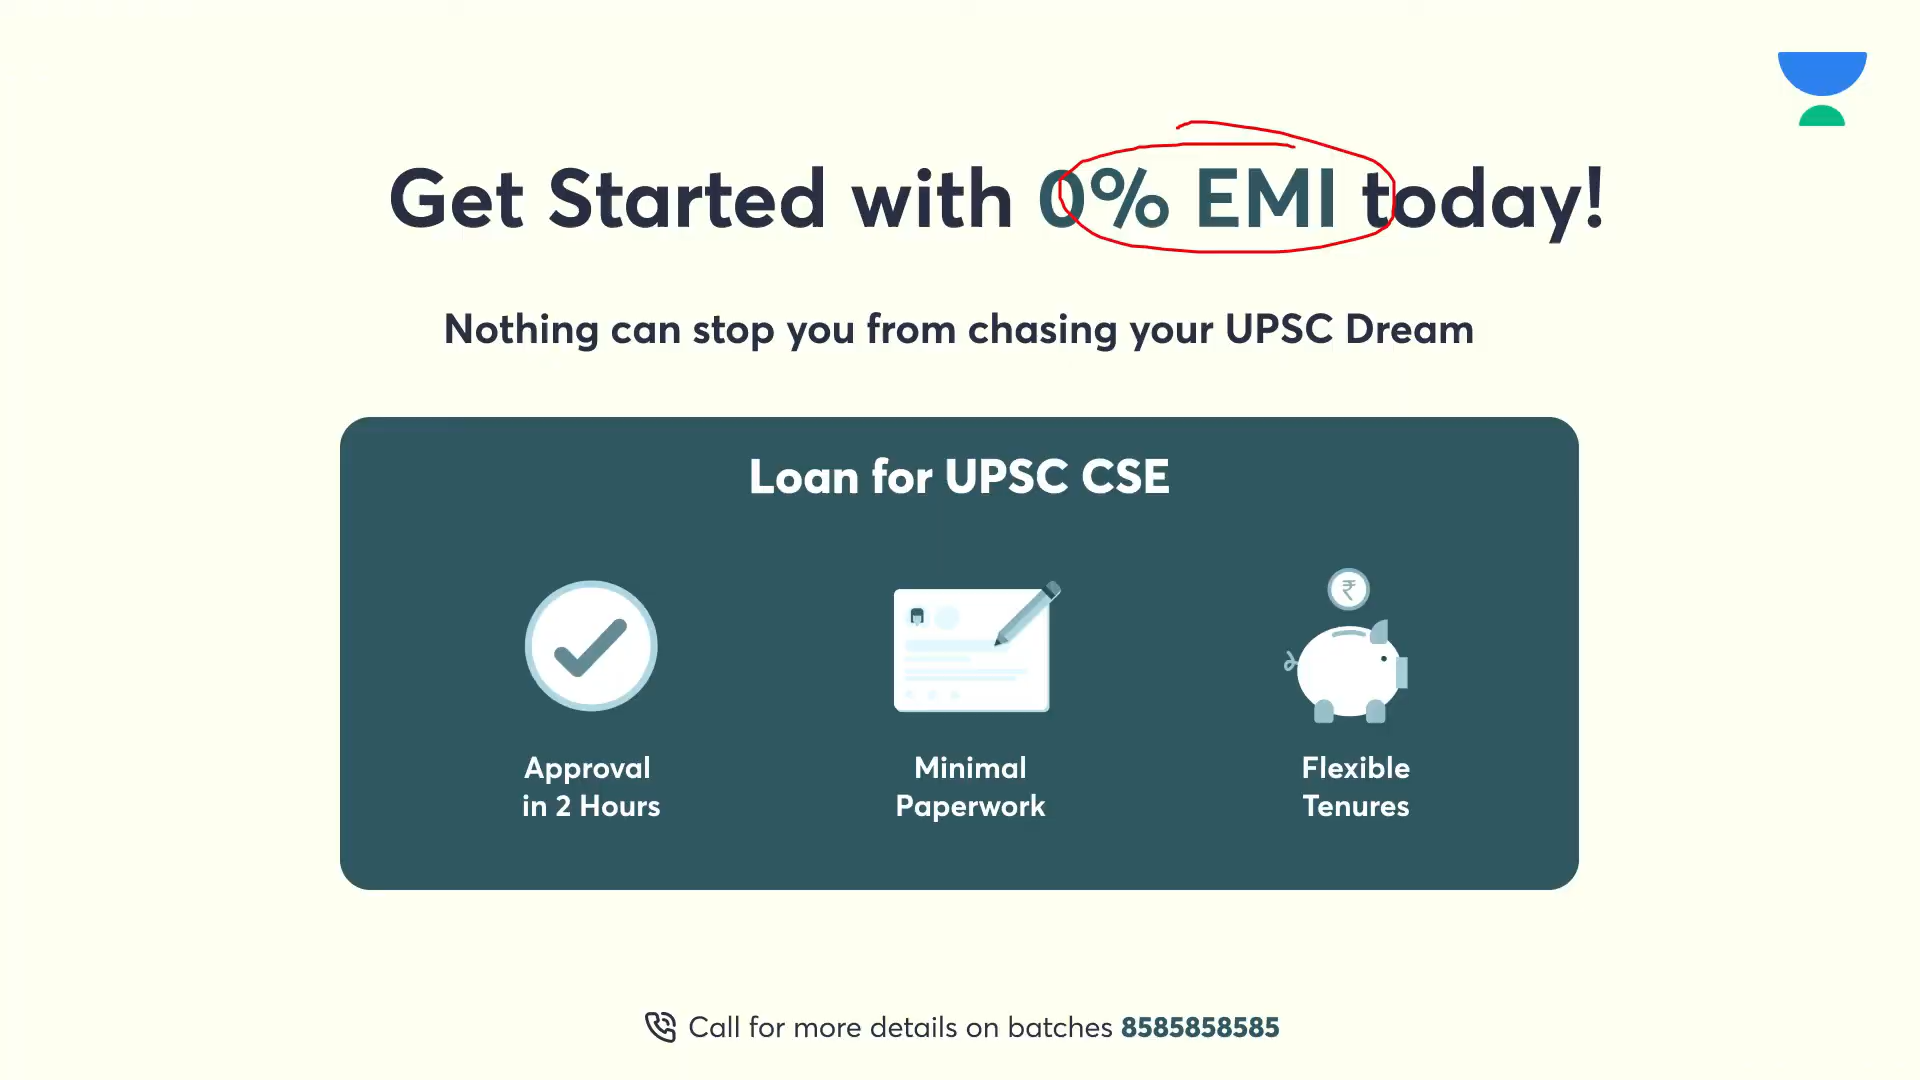 Get Started with 0% EMI today!
Nothing can stop you from chasing your UPSC Dream
Loan for UPSC CSE
₹
Approval
in 2 Hours
Minimal
Paperwork
Flexible
Tenures
Call for more details on batches 8585858585